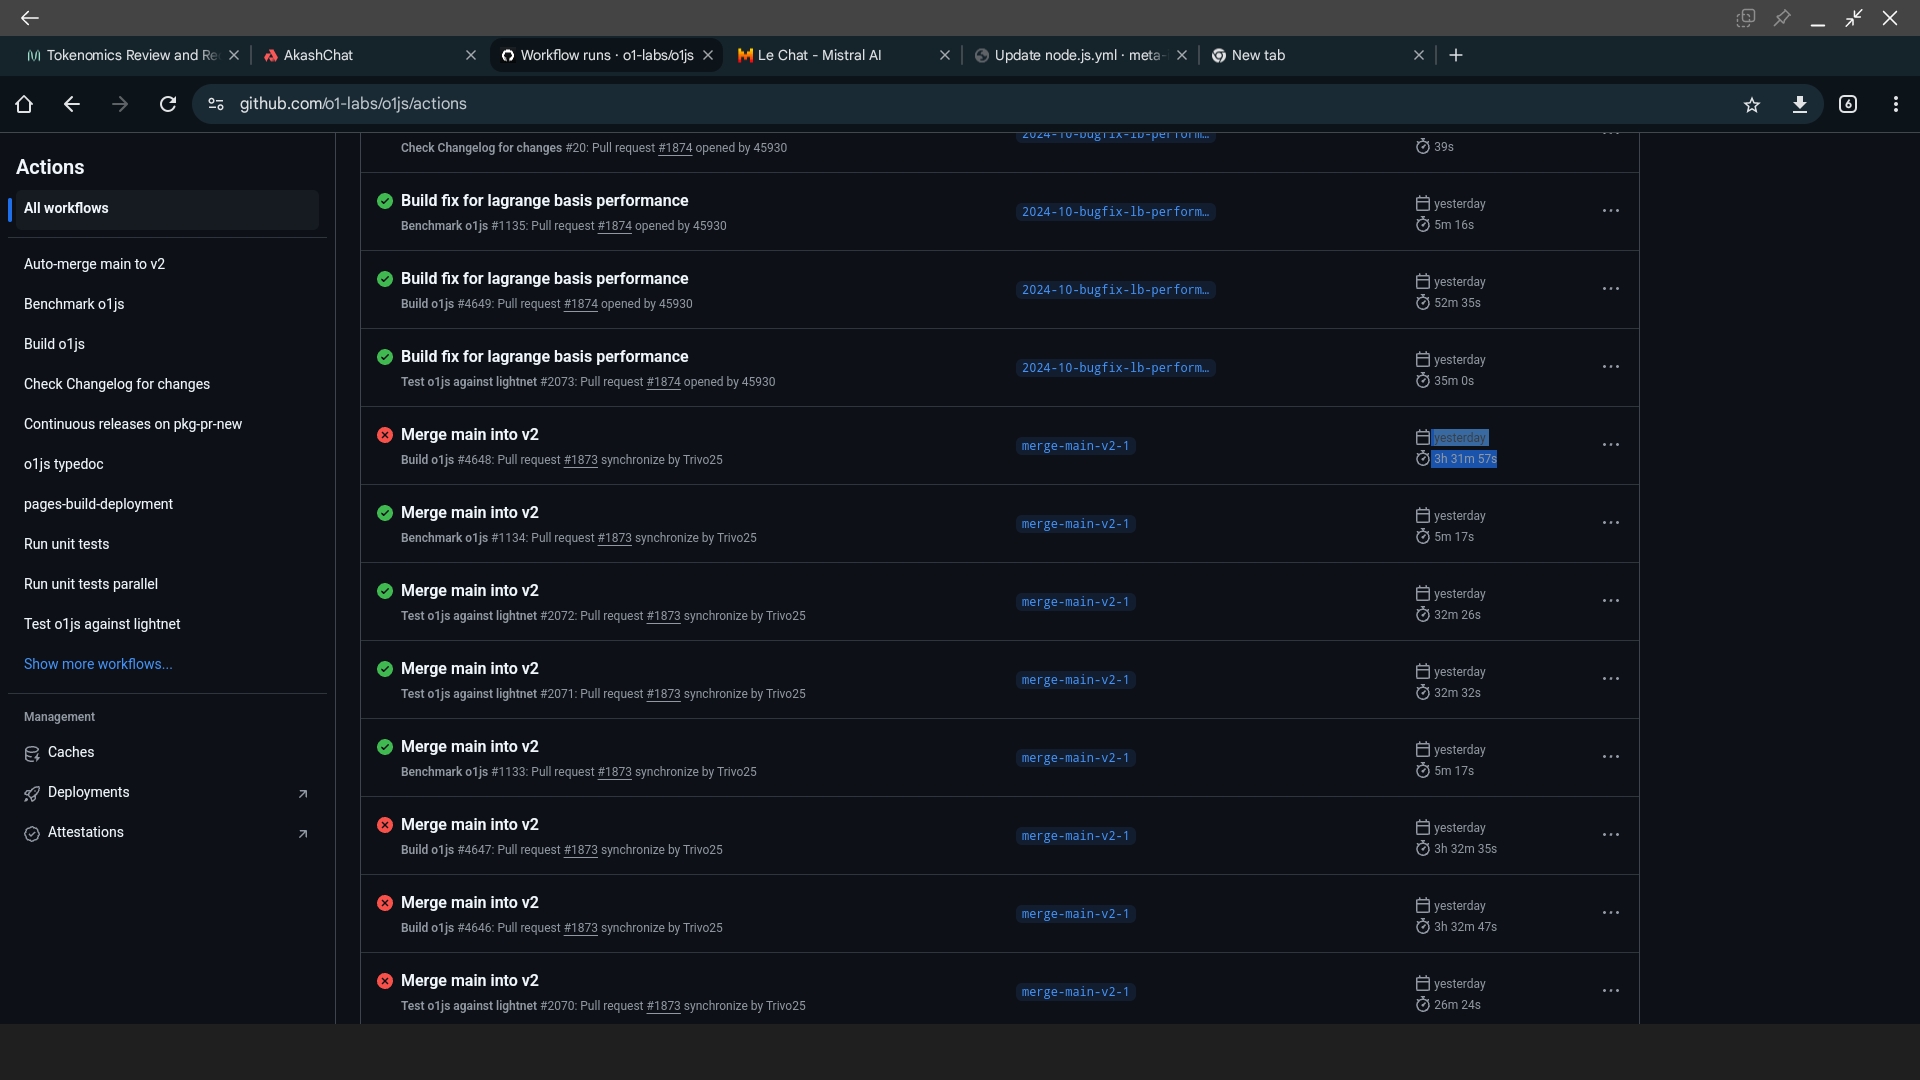 Tokenomics Review and Re
AkashChat
Workflow runs · o1-labs/o1js
Le Chat - Mistral AI
Update node.js.yml · meta-
New tab
github.com/o1-labs/o1js/actions
6
Actions
All workflows
Auto-merge main to v2
Benchmark o1js
Build o1js
Check Changelog for changes
Continuous releases on pkg-pr-new
o1js typedoc
pages-build-deployment
Run unit tests
Run unit tests parallel
Test o1js against lightnet
Show more workflows...
Management
Caches
Deployments
Attestations
2024-10-bugfix-lb-perform…
Check Changelog for changes #20: Pull request #1874 opened by 45930
39s
Build fix for lagrange basis performance
Benchmark o1js #1135: Pull request #1874 opened by 45930
2024-10-bugfix-lb-perform…
yesterday
5m 16s
Build fix for lagrange basis performance
Build o1js #4649: Pull request #1874 opened by 45930
2024-10-bugfix-lb-perform…
yesterday
52m 35s
Build fix for lagrange basis performance
Test o1js against lightnet #2073: Pull request #1874 opened by 45930
2024-10-bugfix-lb-perform…
yesterday
35m 0s
Merge main into v2
Build o1js #4648: Pull request #1873 synchronize by Trivo25
merge-main-v2-1
yesterday
3h 31m 57s
Merge main into v2
Benchmark o1js #1134: Pull request #1873 synchronize by Trivo25
merge-main-v2-1
yesterday
5m 17s
Merge main into v2
Test o1js against lightnet #2072: Pull request #1873 synchronize by Trivo25
merge-main-v2-1
yesterday
32m 26s
Merge main into v2
Test o1js against lightnet #2071: Pull request #1873 synchronize by Trivo25
merge-main-v2-1
yesterday
32m 32s
Merge main into v2
Benchmark o1js #1133: Pull request #1873 synchronize by Trivo25
merge-main-v2-1
yesterday
5m 17s
Merge main into v2
Build o1js #4647: Pull request #1873 synchronize by Trivo25
merge-main-v2-1
yesterday
3h 32m 35s
Merge main into v2
Build o1js #4646: Pull request #1873 synchronize by Trivo25
merge-main-v2-1
yesterday
3h 32m 47s
Merge main into v2
Test o1js against lightnet #2070: Pull request #1873 synchronize by Trivo25
merge-main-v2-1
yesterday
26m 24s